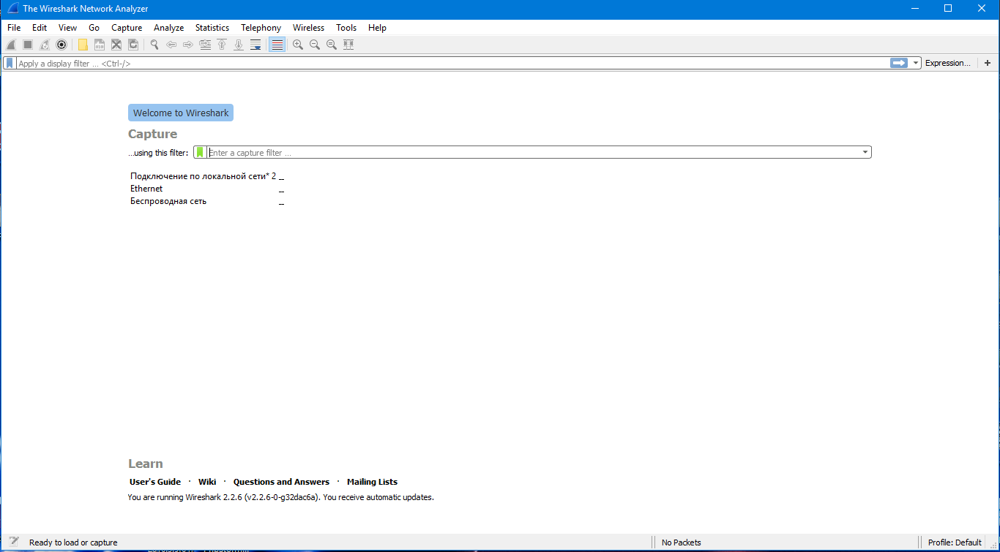 The Wireshark Network Analyzer
File Edit View Go Capture Analyze Statistics Telephony Wireless Tools Help
Apply a display filter ... <Ctrl-/> Expression... +
Welcome to Wireshark
Capture
...using this filter: Enter a capture filter ...
Подключение по локальной сети* 2
Ethernet
Беспроводная сеть
Learn
User's Guide · Wiki · Questions and Answers · Mailing Lists
You are running Wireshark 2.2.6 (v2.2.6-0-g32dac6a). You receive automatic updates.
Ready to load or capture No Packets Profile: Default